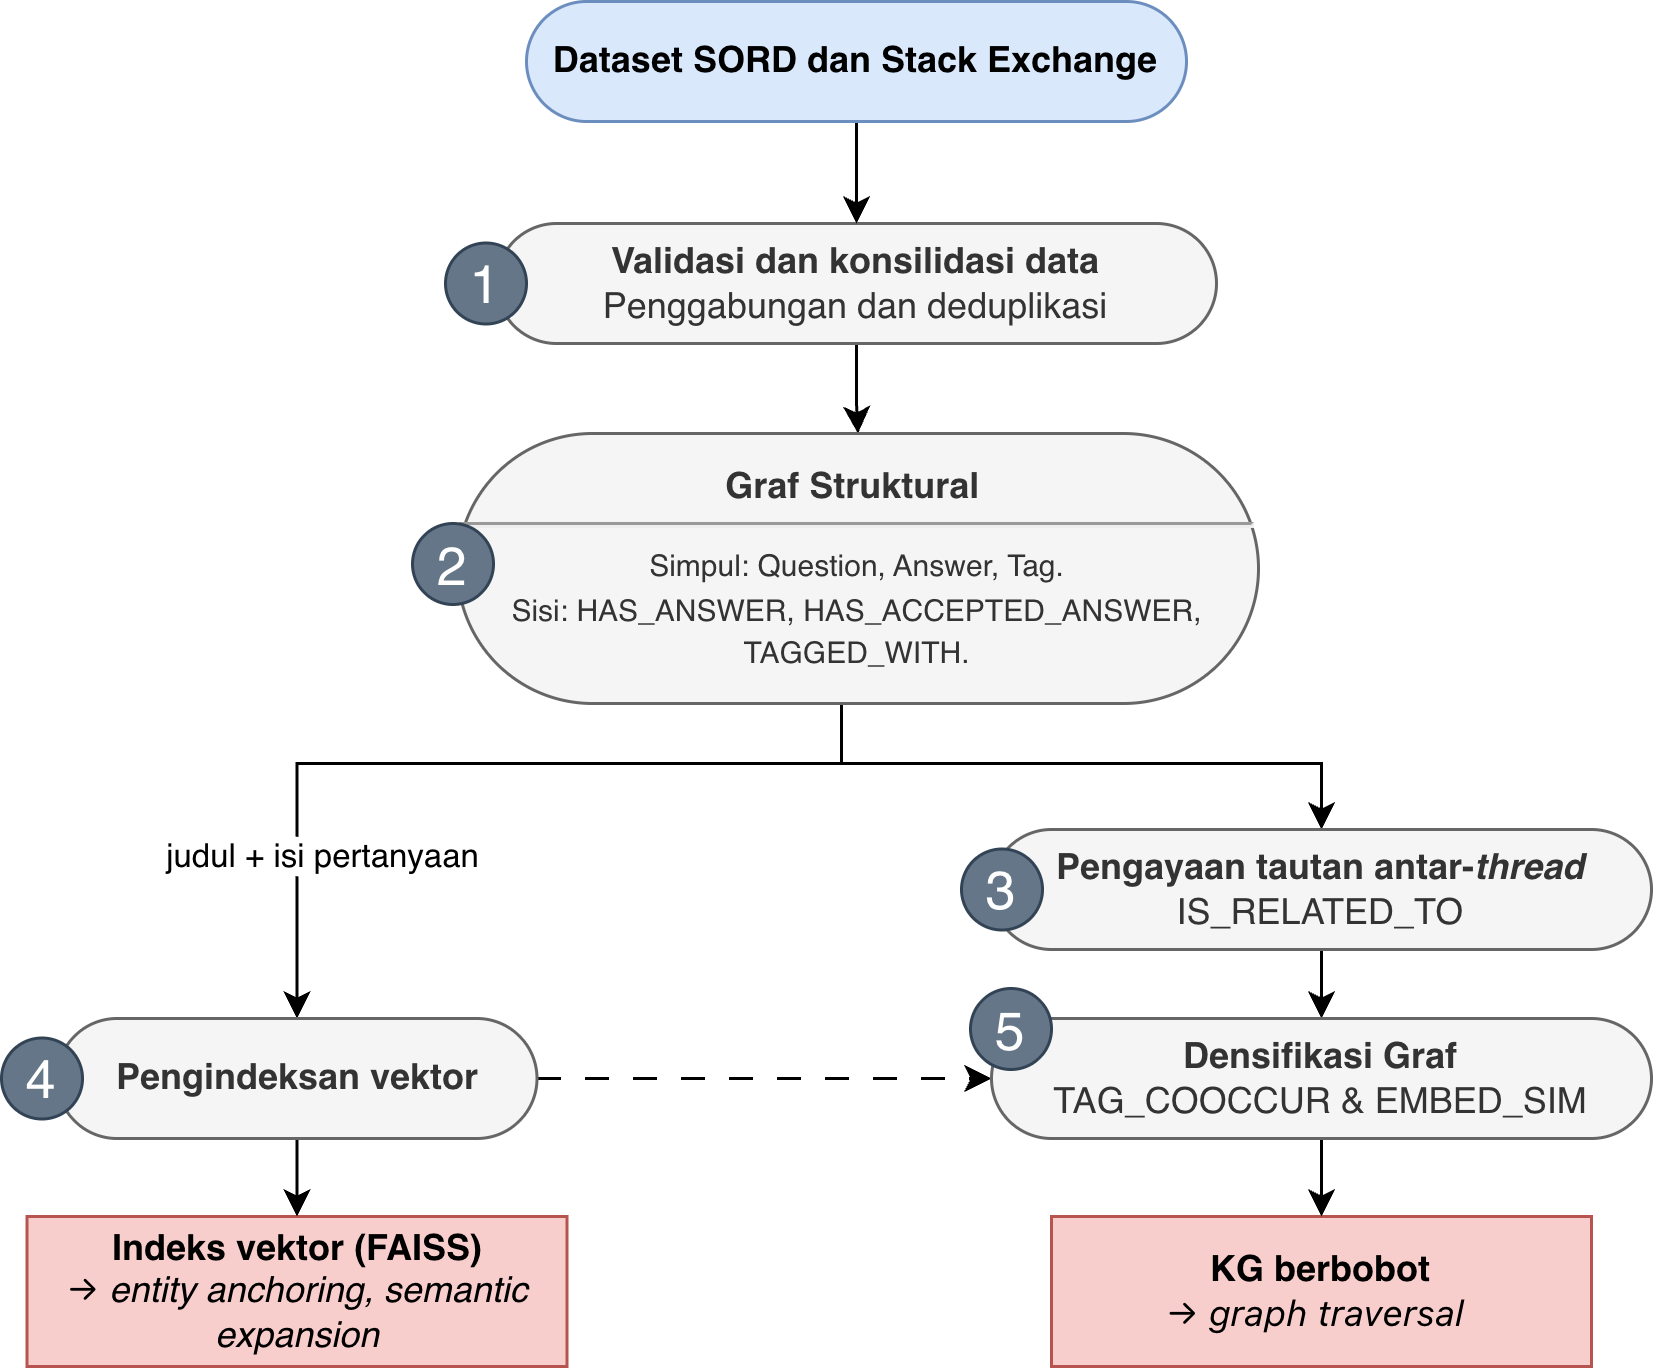 Dataset SORD dan Stack Exchange
1
Validasi dan konsilidasi data
Penggabungan dan deduplikasi
Graf Struktural
2
Simpul: Question, Answer, Tag.
Sisi: HAS_ANSWER, HAS_ACCEPTED_ANSWER,
TAGGED_WITH.
judul + isi pertanyaan
3
Pengayaan tautan antar-thread
IS_RELATED_TO
4
Pengindeksan vektor
5
Densifikasi Graf
TAG_COOCCUR & EMBED_SIM
Indeks vektor (FAISS)
→ entity anchoring, semantic
expansion
KG berbobot
→ graph traversal